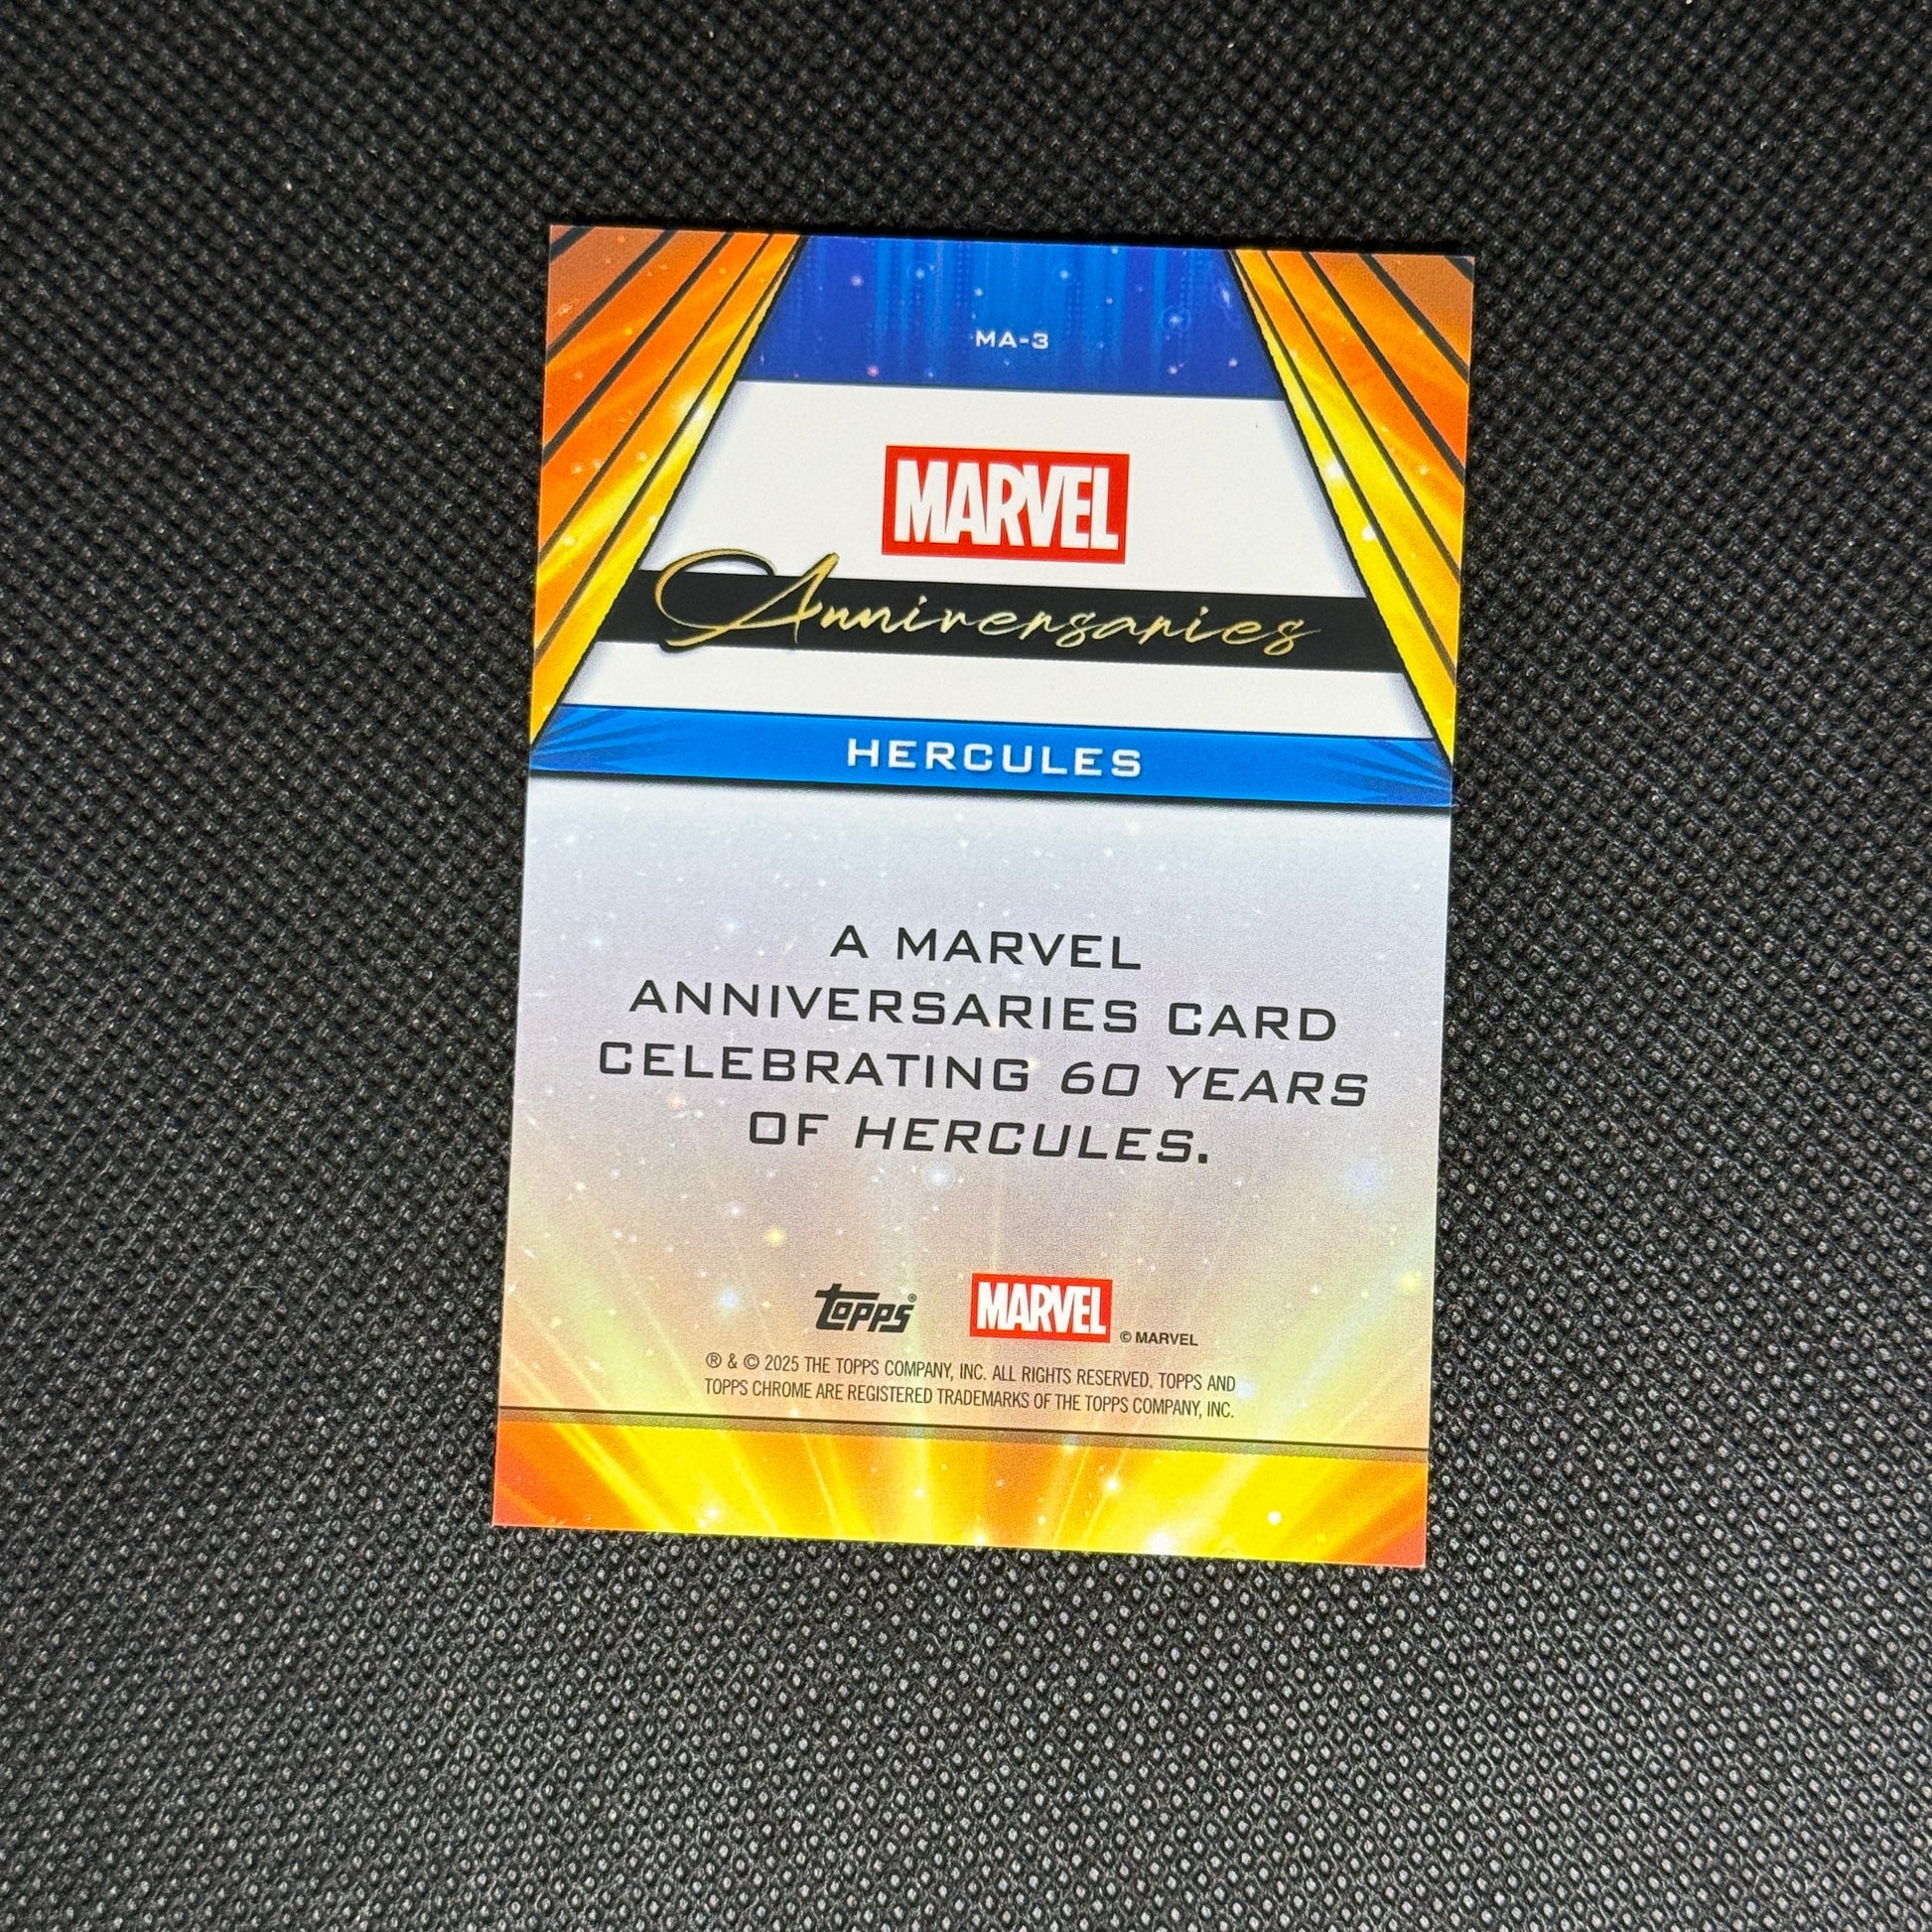 MA-3
MARVEL
Anniversaries
HERCULES
A MARVEL
ANNIVERSARIES CARD
CELEBRATING 60 YEARS
OF HERCULES.
topps®
MARVEL
© MARVEL
® & © 2025 THE TOPPS COMPANY, INC. ALL RIGHTS RESERVED. TOPPS AND
TOPPS CHROME ARE REGISTERED TRADEMARKS OF THE TOPPS COMPANY, INC.